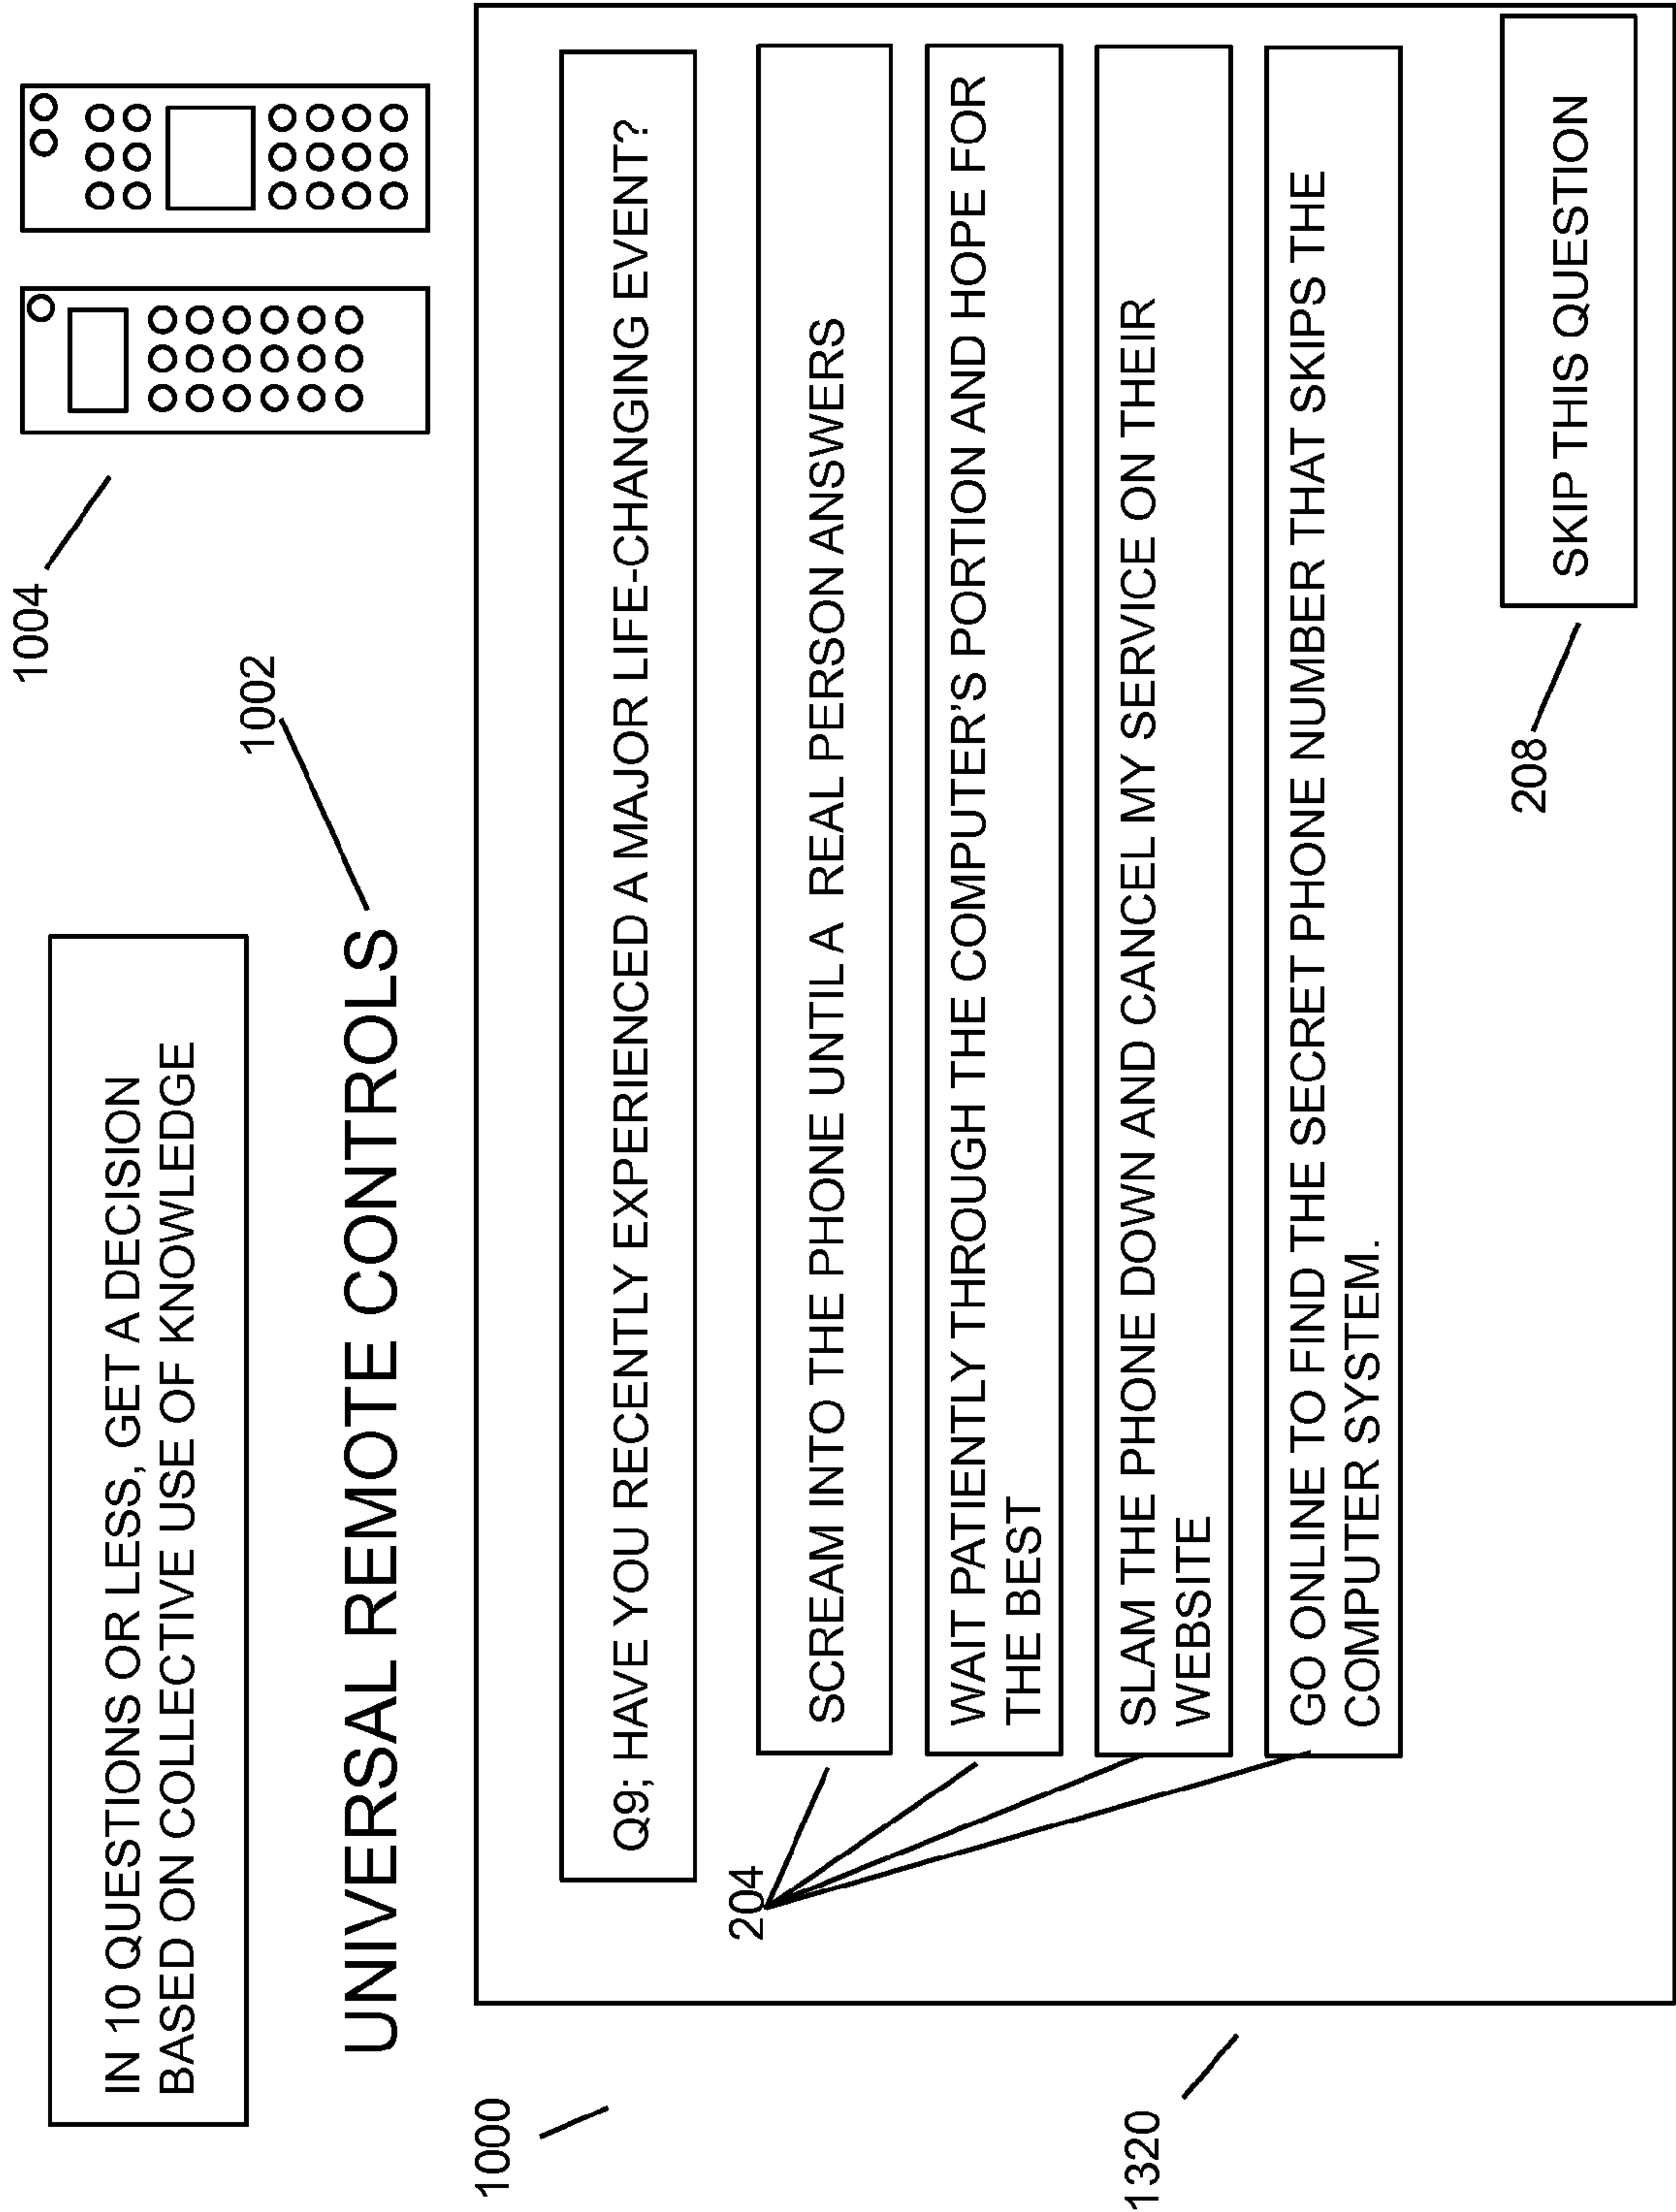 IN 10 QUESTIONS OR LESS, GET A DECISION
BASED ON COLLECTIVE USE OF KNOWLEDGE
1004
1002
UNIVERSAL REMOTE CONTROLS
1000
Q9; HAVE YOU RECENTLY EXPERIENCED A MAJOR LIFE-CHANGING EVENT?
204
SCREAM INTO THE PHONE UNTIL A REAL PERSON ANSWERS
WAIT PATIENTLY THROUGH THE COMPUTER'S PORTION AND HOPE FOR
THE BEST
SLAM THE PHONE DOWN AND CANCEL MY SERVICE ON THEIR
WEBSITE
GO ONLINE TO FIND THE SECRET PHONE NUMBER THAT SKIPS THE
COMPUTER SYSTEM.
1320
208
SKIP THIS QUESTION